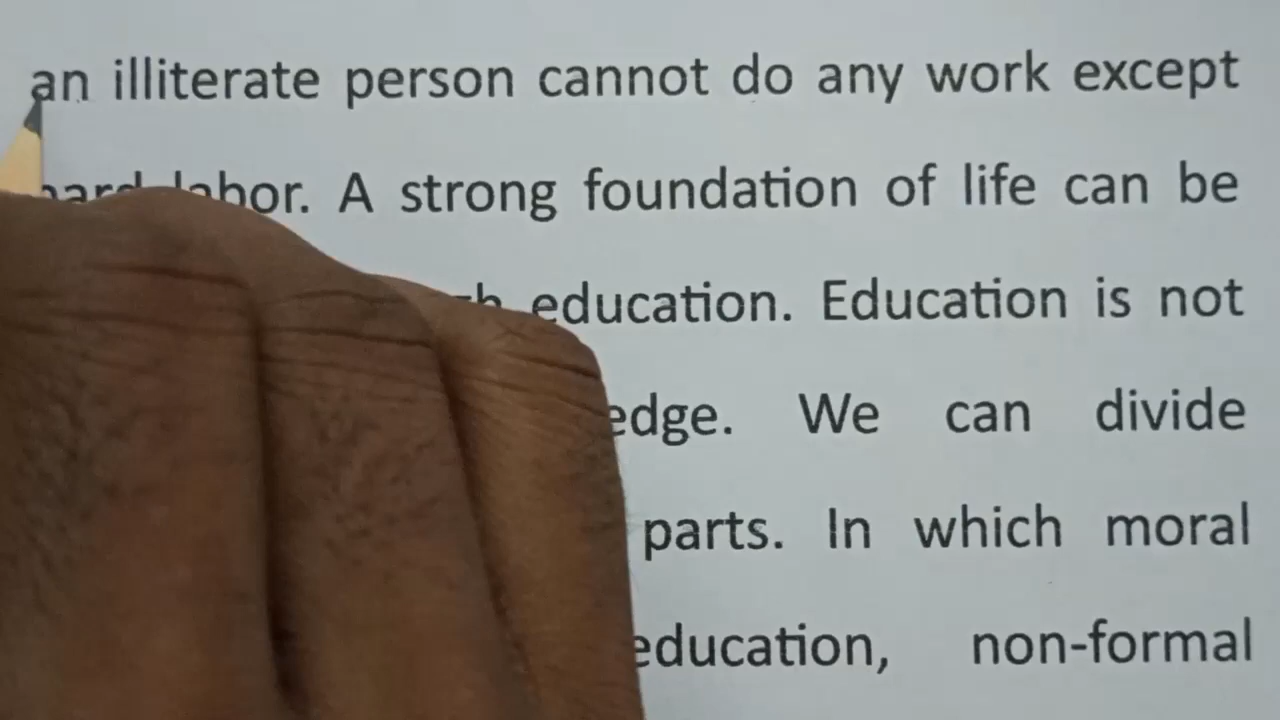 an illiterate person cannot do any work except
hard labor. A strong foundation of life can be
education. Education is not
We can divide
parts. In which moral
education, non-formal